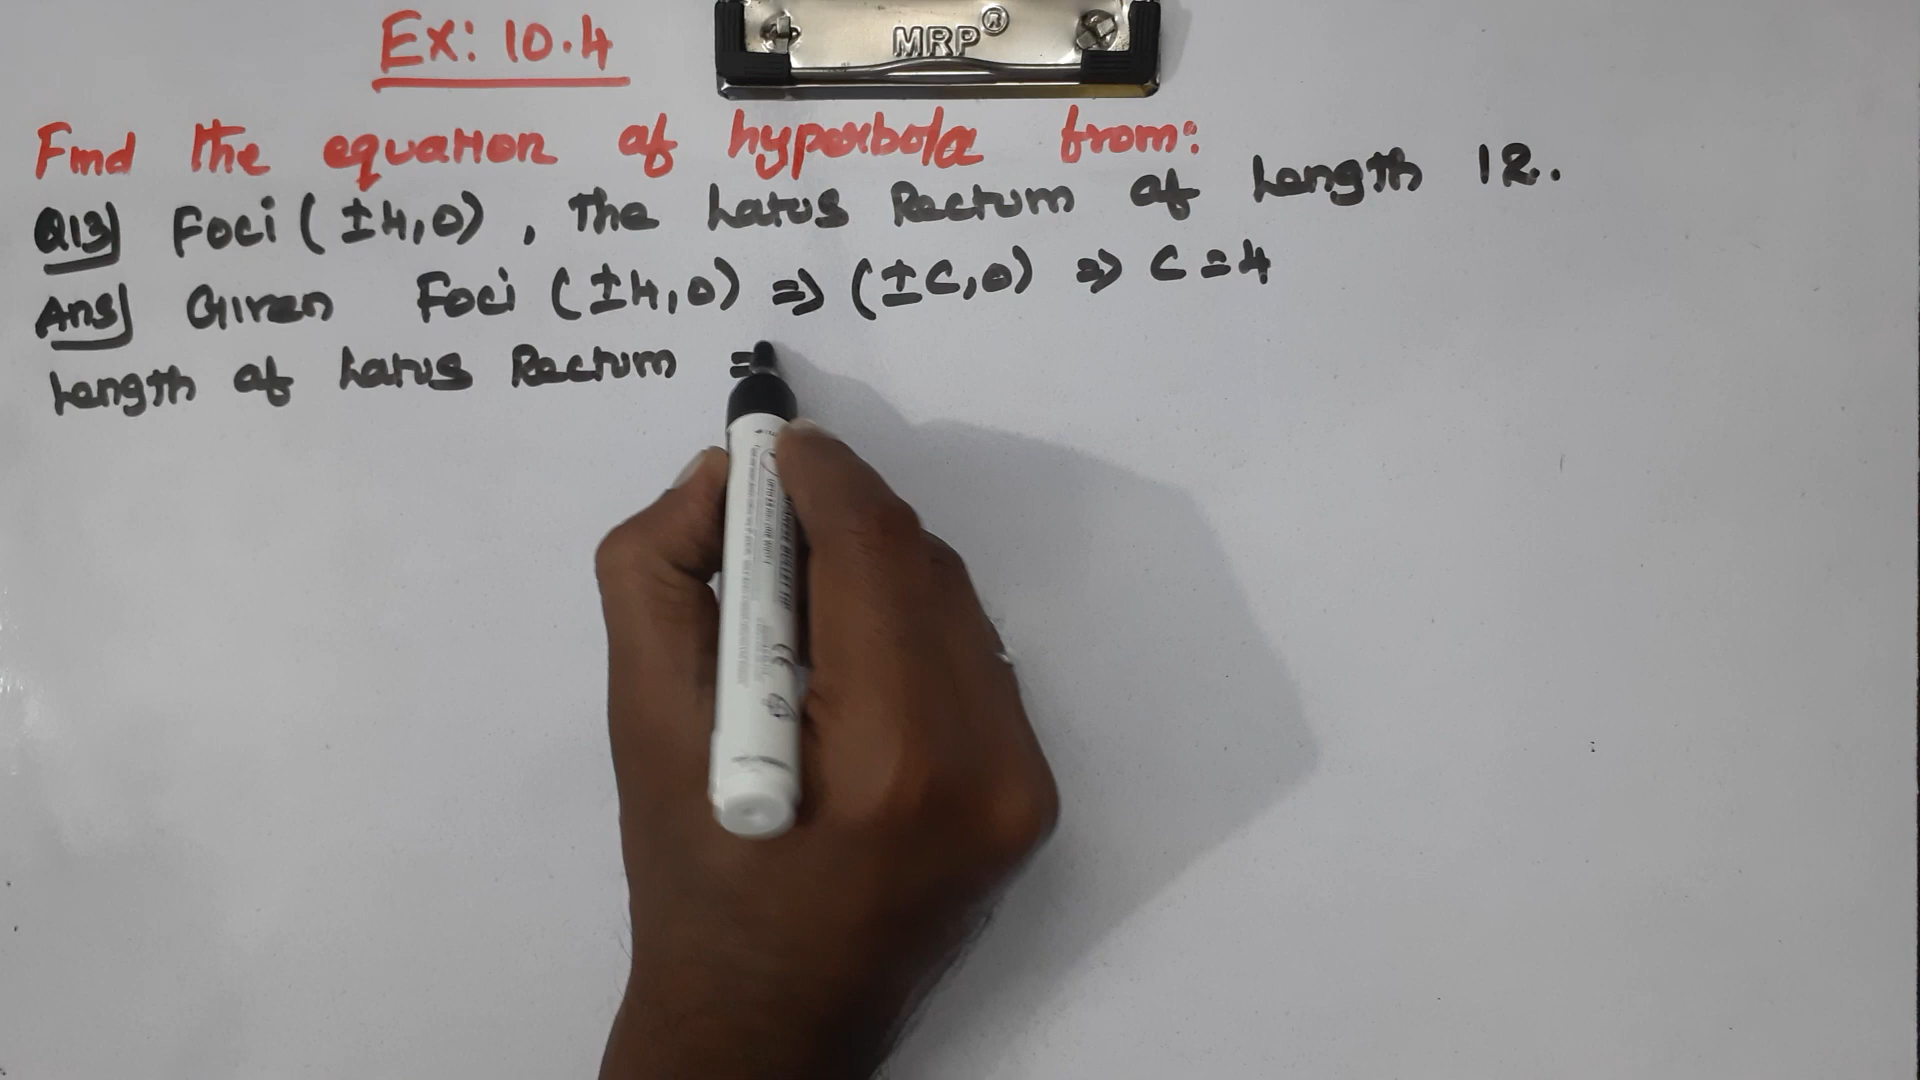 Ex: 10.4
MRP®
Find the equation of hyperbola from:
Q13) Foci (±4,0), The Latus Rectum of Length 12.
Ans) Given Foci (±4,0) => (±C,0) => C=4
Length of Latus Rectum =
CE